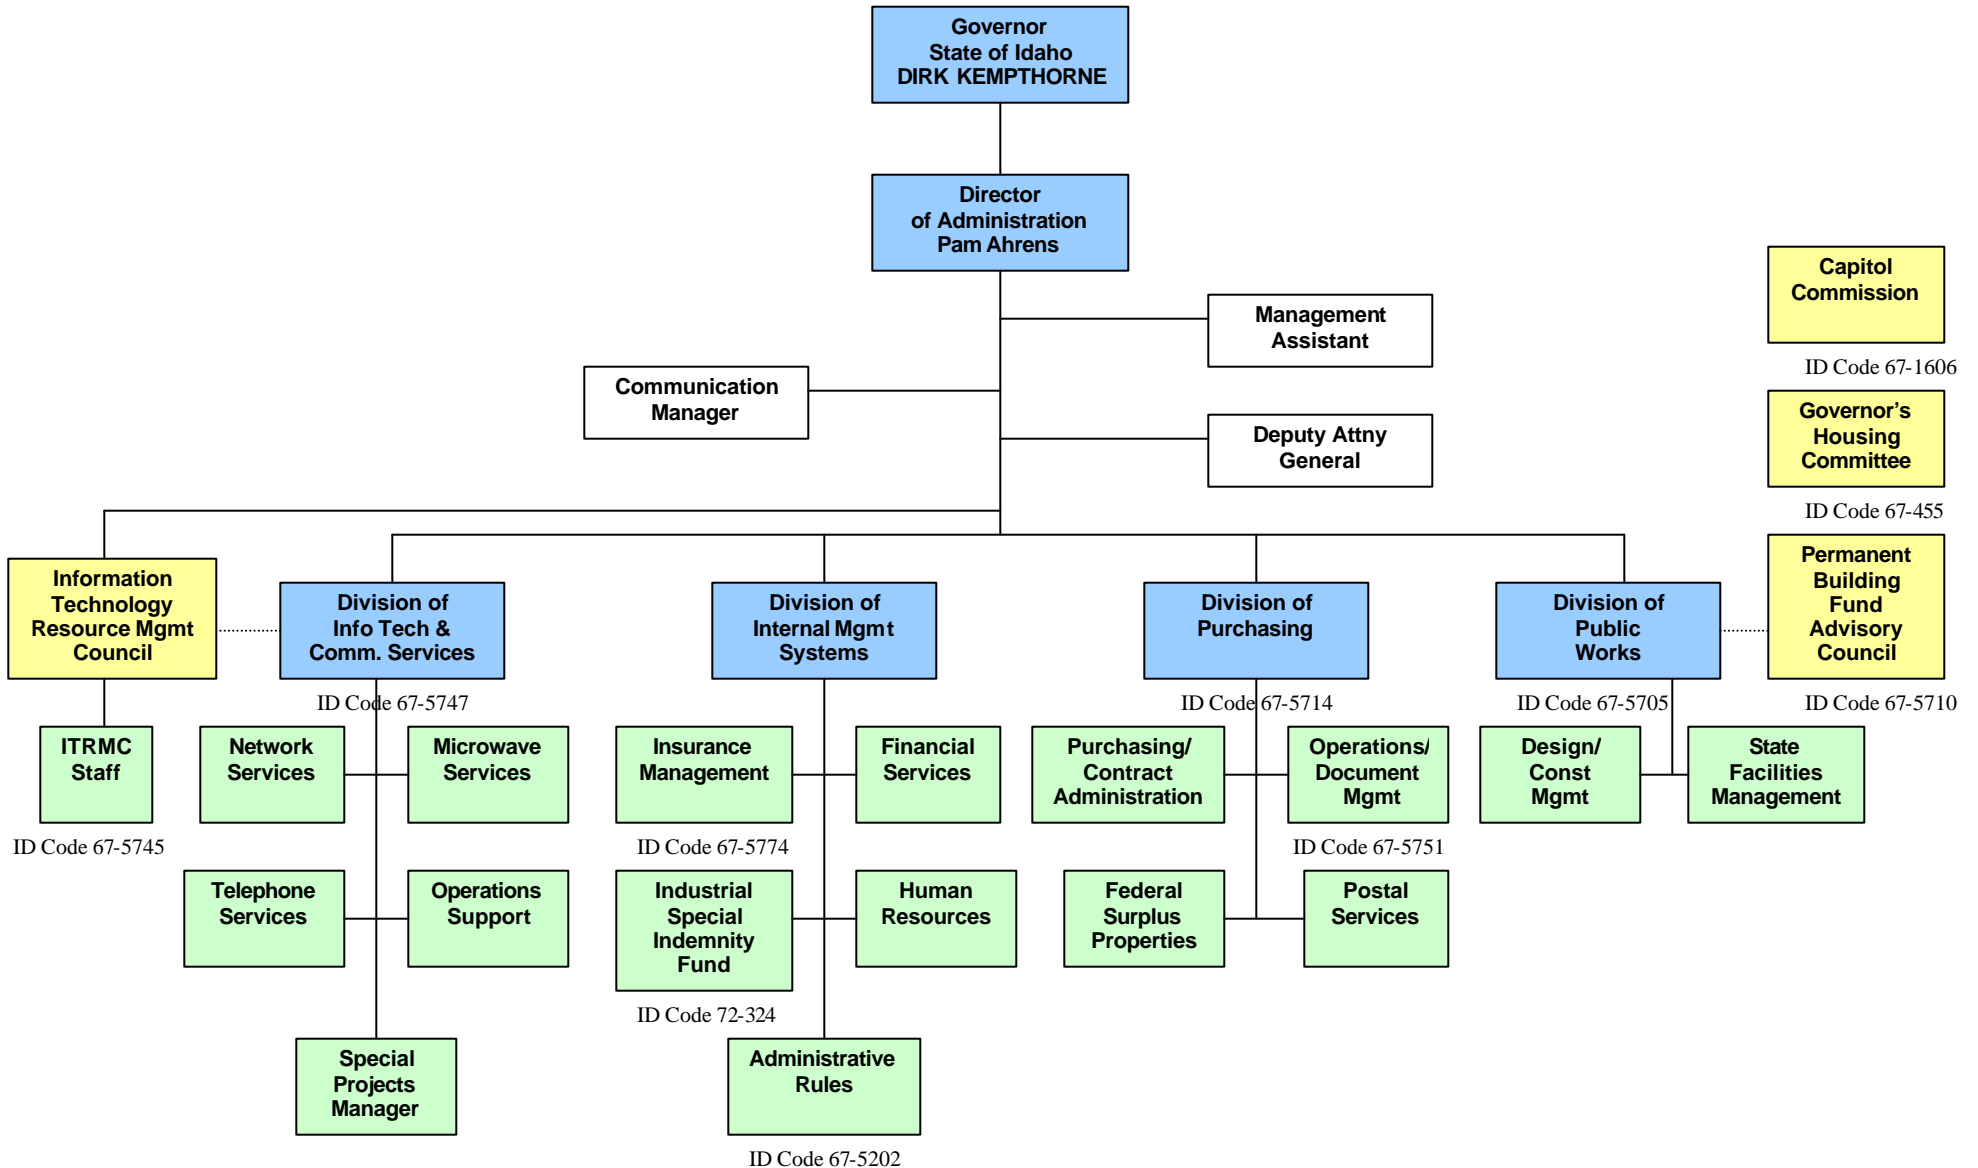 Governor
State of Idaho
DIRK KEMPTHORNE
Director
of Administration
Pam Ahrens
Capitol
Commission
ID Code 67-1606
Management
Assistant
Communication
Manager
Governor’s
Housing
Committee
ID Code 67-455
Deputy Attny
General
Information
Technology
Resource Mgmt
Council
Division of
Info Tech &
Comm. Services
ID Code 67-5747
Division of
Internal Mgmt
Systems
Division of
Purchasing
ID Code 67-5714
Division of
Public
Works
ID Code 67-5705
Permanent
Building
Fund
Advisory
Council
ID Code 67-5710
ITRMC
Staff
ID Code 67-5745
Network
Services
Microwave
Services
Insurance
Management
ID Code 67-5774
Financial
Services
Purchasing/
Contract
Administration
Operations/
Document
Mgmt
ID Code 67-5751
Design/
Const
Mgmt
State
Facilities
Management
Telephone
Services
Operations
Support
Industrial
Special
Indemnity
Fund
ID Code 72-324
Human
Resources
Federal
Surplus
Properties
Postal
Services
Special
Projects
Manager
Administrative
Rules
ID Code 67-5202